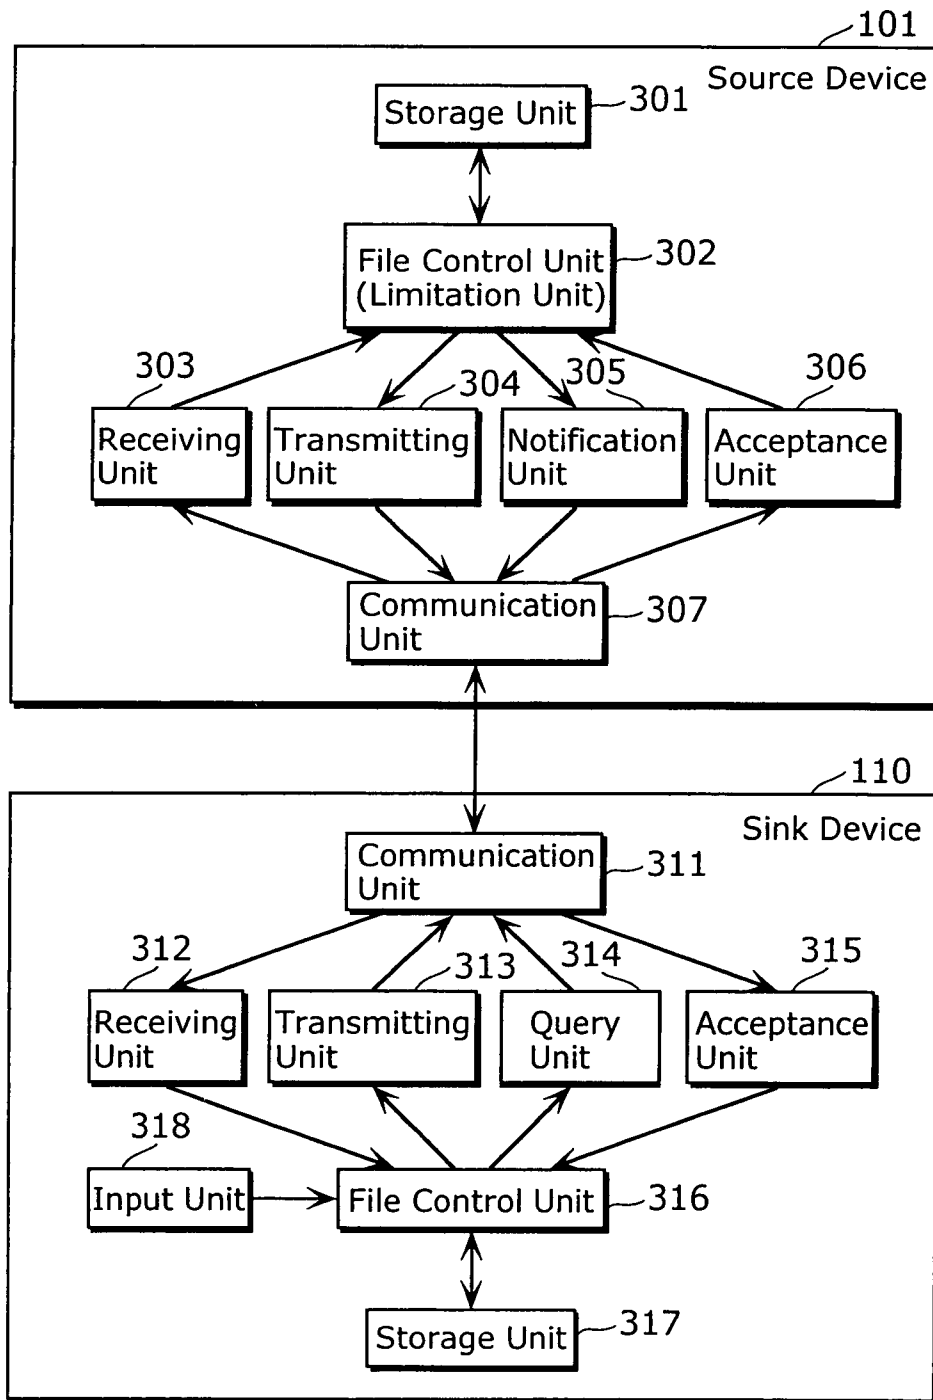 101
Source Device
Storage Unit
301
File Control Unit
(Limitation Unit)
302
303
304
305
306
Receiving
Unit
Transmitting
Unit
Notification
Unit
Acceptance
Unit
Communication
Unit
307
110
Sink Device
Communication
Unit
311
312
313
314
315
Receiving
Unit
Transmitting
Unit
Query
Unit
Acceptance
Unit
318
Input Unit
File Control Unit
316
Storage Unit
317